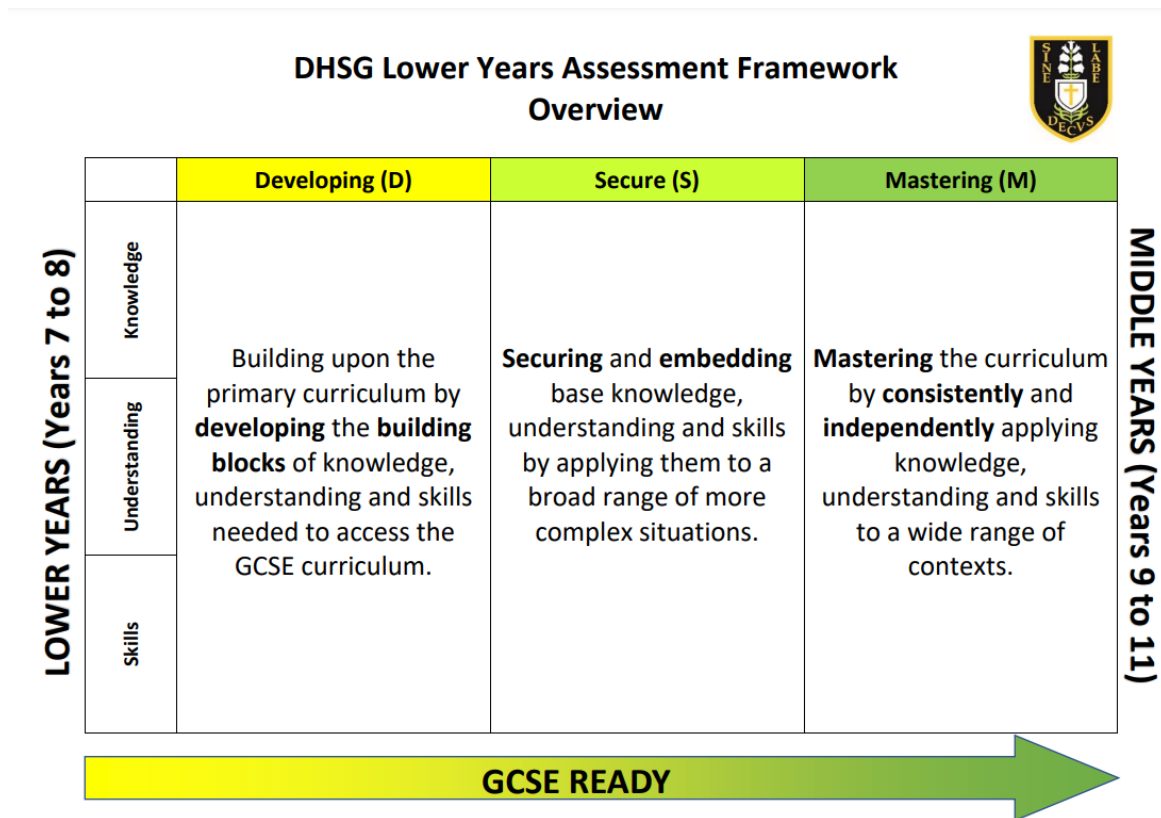 DHSG Lower Years Assessment Framework
Overview
SINE
LABE
DECVS
Developing (D)
Secure (S)
Mastering (M)
LOWER YEARS (Years 7 to 8)
Knowledge
Understanding
Skills
Building upon the
primary curriculum by
developing the building
blocks of knowledge,
understanding and skills
needed to access the
GCSE curriculum.
Securing and embedding
base knowledge,
understanding and skills
by applying them to a
broad range of more
complex situations.
Mastering the curriculum
by consistently and
independently applying
knowledge,
understanding and skills
to a wide range of
contexts.
MIDDLE YEARS (Years 9 to 11)
GCSE READY